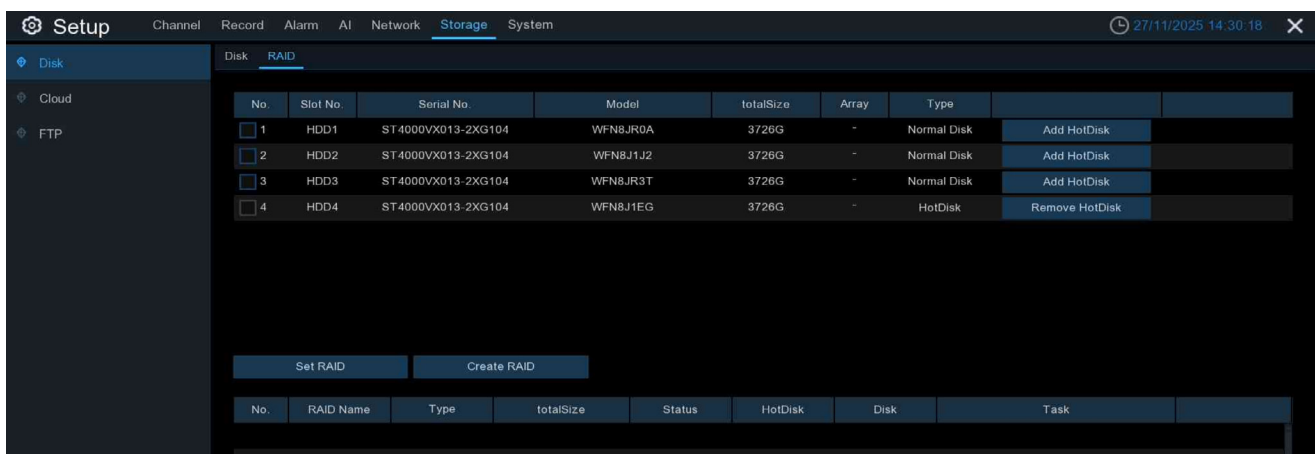 Setup Channel Record Alarm AI Network Storage System 27/11/2025 14:30:18
Disk
Cloud
FTP
Disk RAID
No. Slot No. Serial No. Model totalSize Array Type
1 HDD1 ST4000VX013-2XG104 WFN8JR0A 3726G - Normal Disk Add HotDisk
2 HDD2 ST4000VX013-2XG104 WFN8J1J2 3726G - Normal Disk Add HotDisk
3 HDD3 ST4000VX013-2XG104 WFN8JR3T 3726G - Normal Disk Add HotDisk
4 HDD4 ST4000VX013-2XG104 WFN8J1EG 3726G - HotDisk Remove HotDisk
Set RAID Create RAID
No. RAID Name Type totalSize Status HotDisk Disk Task